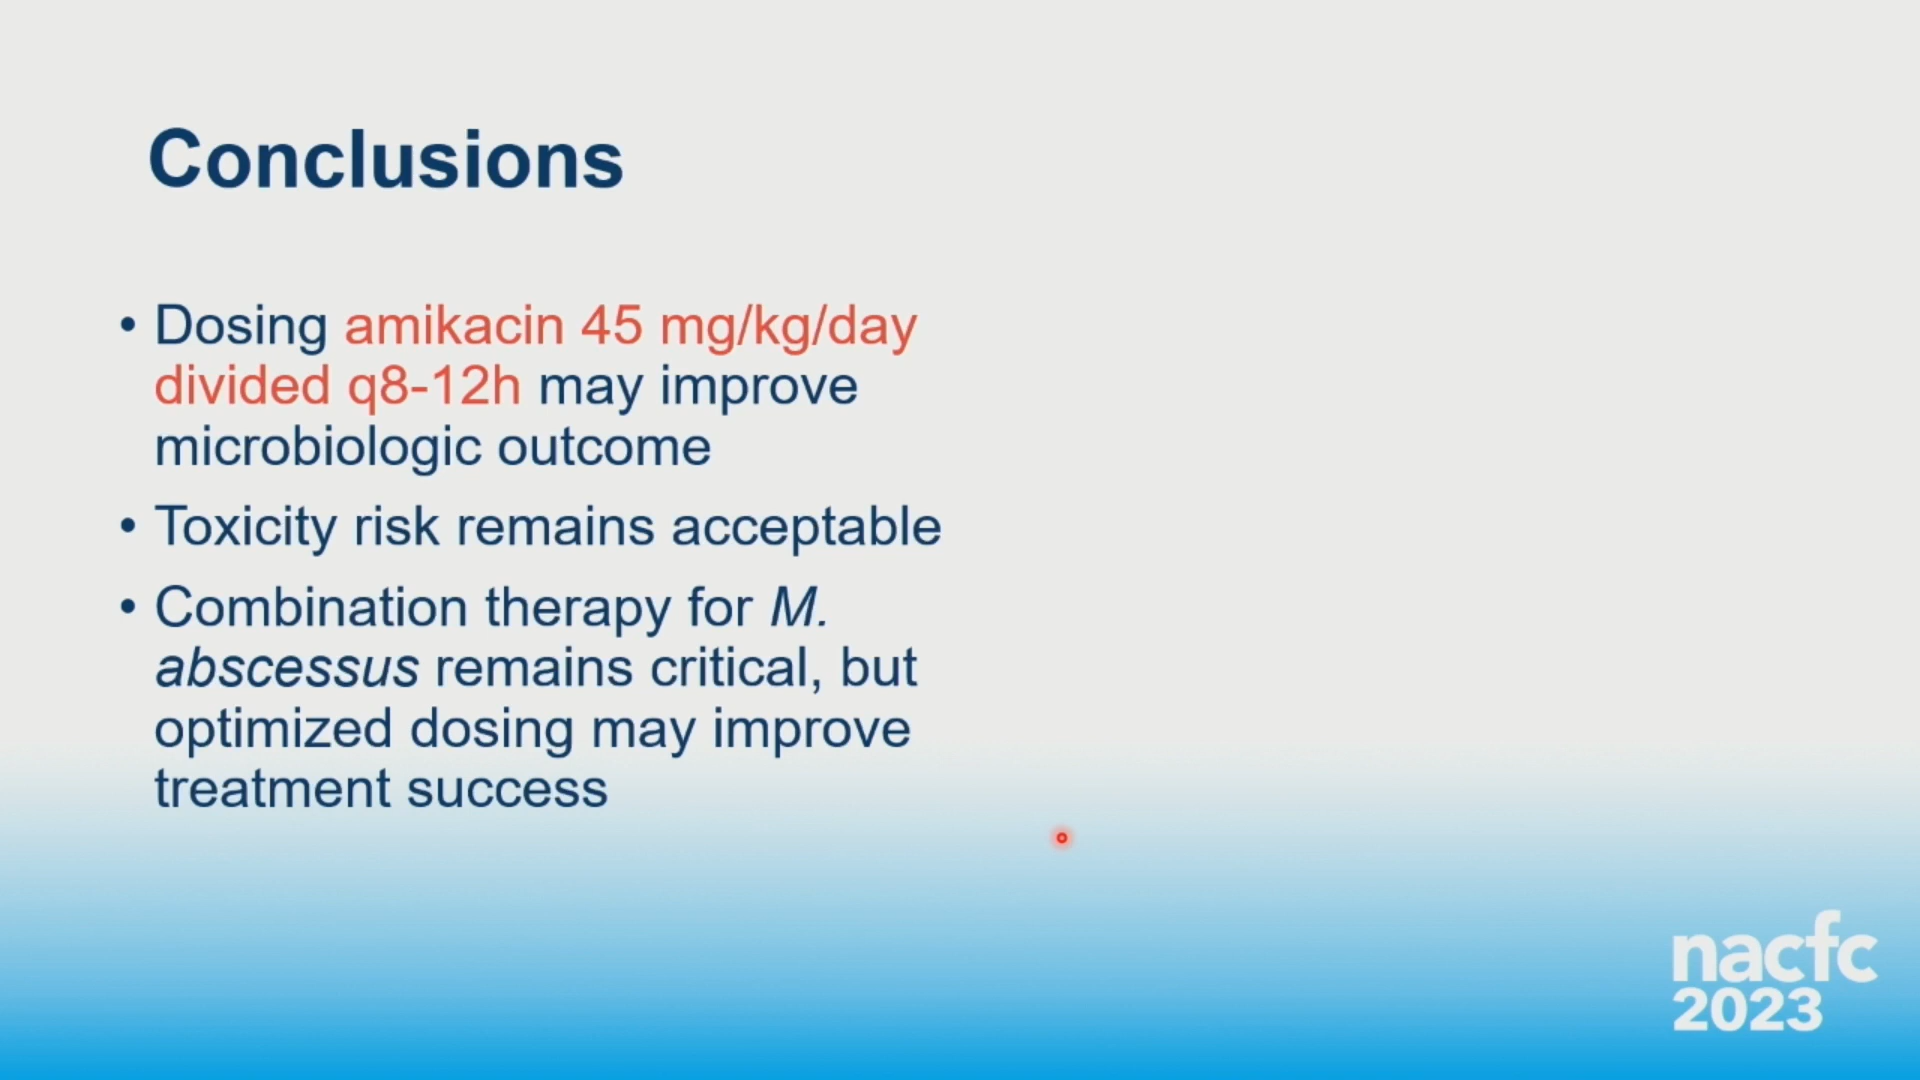 Conclusions
• Dosing amikacin 45 mg/kg/day
divided q8-12h may improve
microbiologic outcome
• Toxicity risk remains acceptable
• Combination therapy for M.
abscessus remains critical, but
optimized dosing may improve
treatment success
nacfc
2023